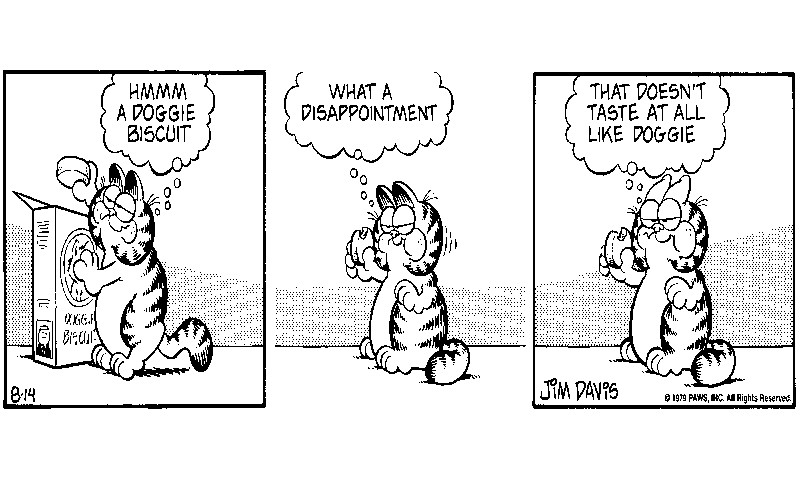 HMMM
A DOGGIE
BISCUIT
DOGGIE
BISCUIT
8-14
WHAT A
DISAPPOINTMENT
THAT DOESN'T
TASTE AT ALL
LIKE DOGGIE
JIM DAVIS
© 1979 PAWS, INC. All Rights Reserved.